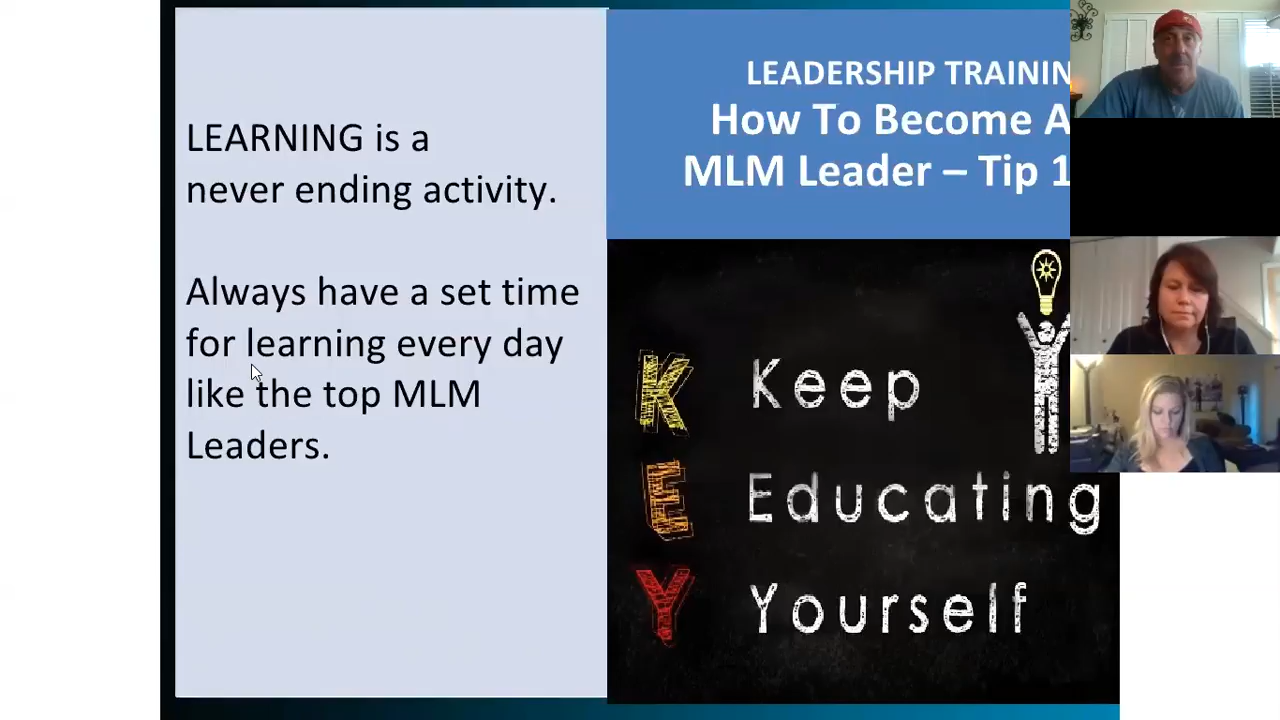 LEARNING is a
never ending activity.
Always have a set time
for learning every day
like the top MLM
Leaders.
LEADERSHIP TRAININ
How To Become A
MLM Leader – Tip 1
K Keep
E Educating
Y Yourself